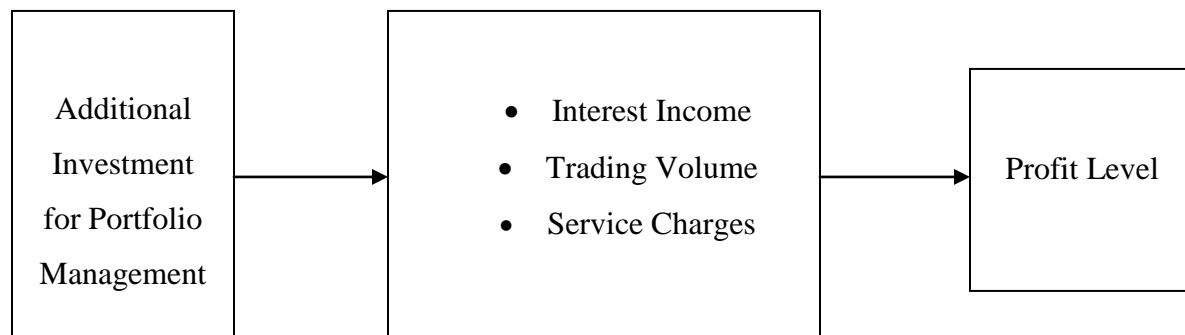 Additional
Investment
for Portfolio
Management
• Interest Income
• Trading Volume
• Service Charges
Profit Level